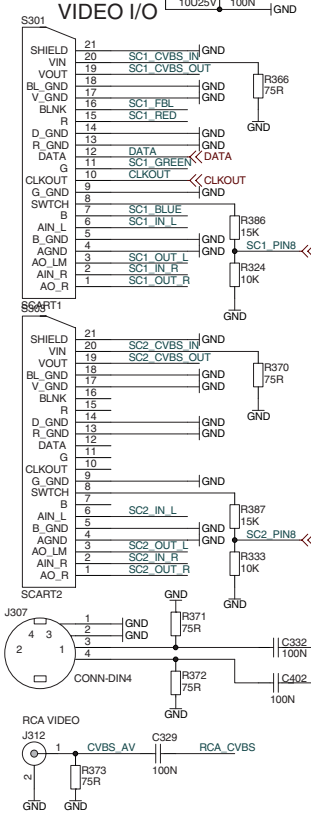 VIDEO I/O
10U25V 100N GND
S301
SHIELD 21 GND
VIN 20 SC1_CVBS_IN
VOUT 19 SC1_CVBS_OUT
BL_GND 18 GND
V_GND 17 GND
BLNK 16 SC1_FBL
R 15 SC1_RED
D_GND 14 GND
R_GND 13 GND
DATA 12 DATA DATA
G 11 SC1_GREEN
CLKOUT 10 CLKOUT CLKOUT
G_GND 9 GND
SWTCH 8
B 7 SC1_BLUE
AIN_L 6 SC1_IN_L
B_GND 5 GND
AGND 4 GND
AO_LM 3 SC1_OUT_L
AIN_R 2 SC1_IN_R
AO_R 1 SC1_OUT_R
R366
75R
GND
R386
15K
SC1_PIN8
R324
10K
GND
SCART1
S303
SHIELD 21 GND
VIN 20 SC2_CVBS_IN
VOUT 19 SC2_CVBS_OUT
BL_GND 18 GND
V_GND 17 GND
BLNK 16
R 15
D_GND 14 GND
R_GND 13 GND
DATA 12
G 11
CLKOUT 10
G_GND 9 GND
SWTCH 8
B 7
AIN_L 6 SC2_IN_L
B_GND 5 GND
AGND 4 GND
AO_LM 3 SC2_OUT_L
AIN_R 2 SC2_IN_R
AO_R 1 SC2_OUT_R
R370
75R
GND
R387
15K
SC2_PIN8
R333
10K
GND
SCART2
J307
4 3
2 1
1 GND
2 GND
3
4
CONN-DIN4
GND
R371
75R
C332
100N
R372
75R
GND
C402
100N
RCA VIDEO
J312
1 CVBS_AV
C329
100N
RCA_CVBS
2
R373
75R
GND GND